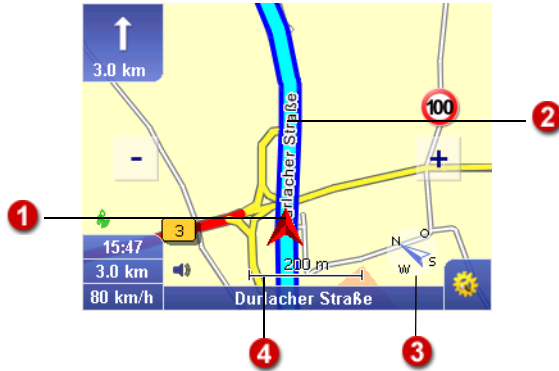 3.0 km
100
2
Durlacher Straße
-
+
1
3
15:47
3.0 km
80 km/h
200 m
N
O
S
W
Durlacher Straße
4
3